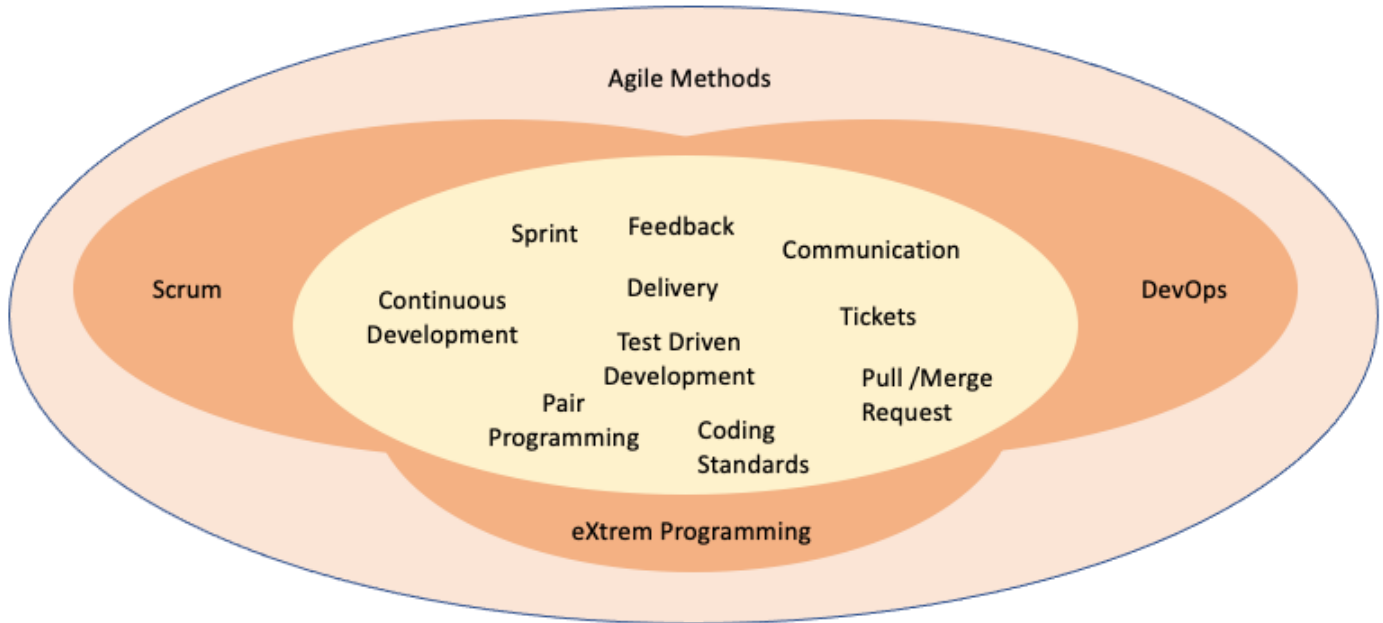 Agile Methods
Sprint
Feedback
Communication
Scrum
Continuous
Development
Delivery
Tickets
DevOps
Test Driven
Development
Pair
Programming
Pull /Merge
Request
Coding
Standards
eXtrem Programming